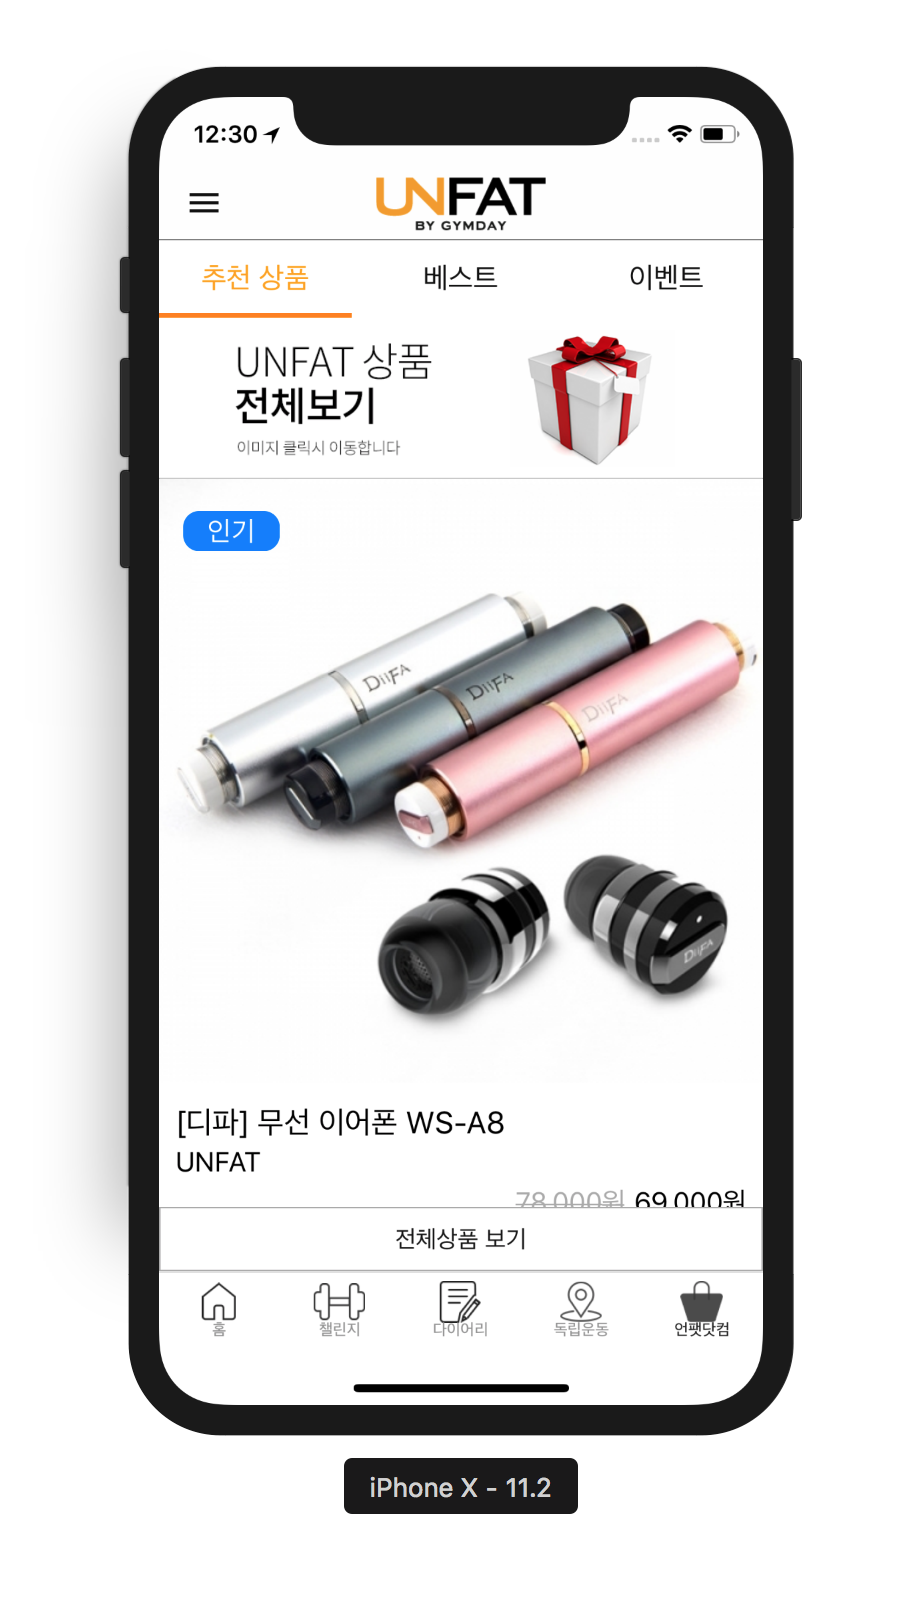 12:30
UNFAT
BY GYMDAY
추천 상품
베스트
이벤트
UNFAT 상품
전체보기
이미지 클릭시 이동합니다
인기
DiiFA
DiiFA
DiiFA
DiiFA
[디파] 무선 이어폰 WS-A8
UNFAT
78,000원 69,000원
전체상품 보기
홈
챌린지
다이어리
독립운동
언팻닷컴
iPhone X - 11.2